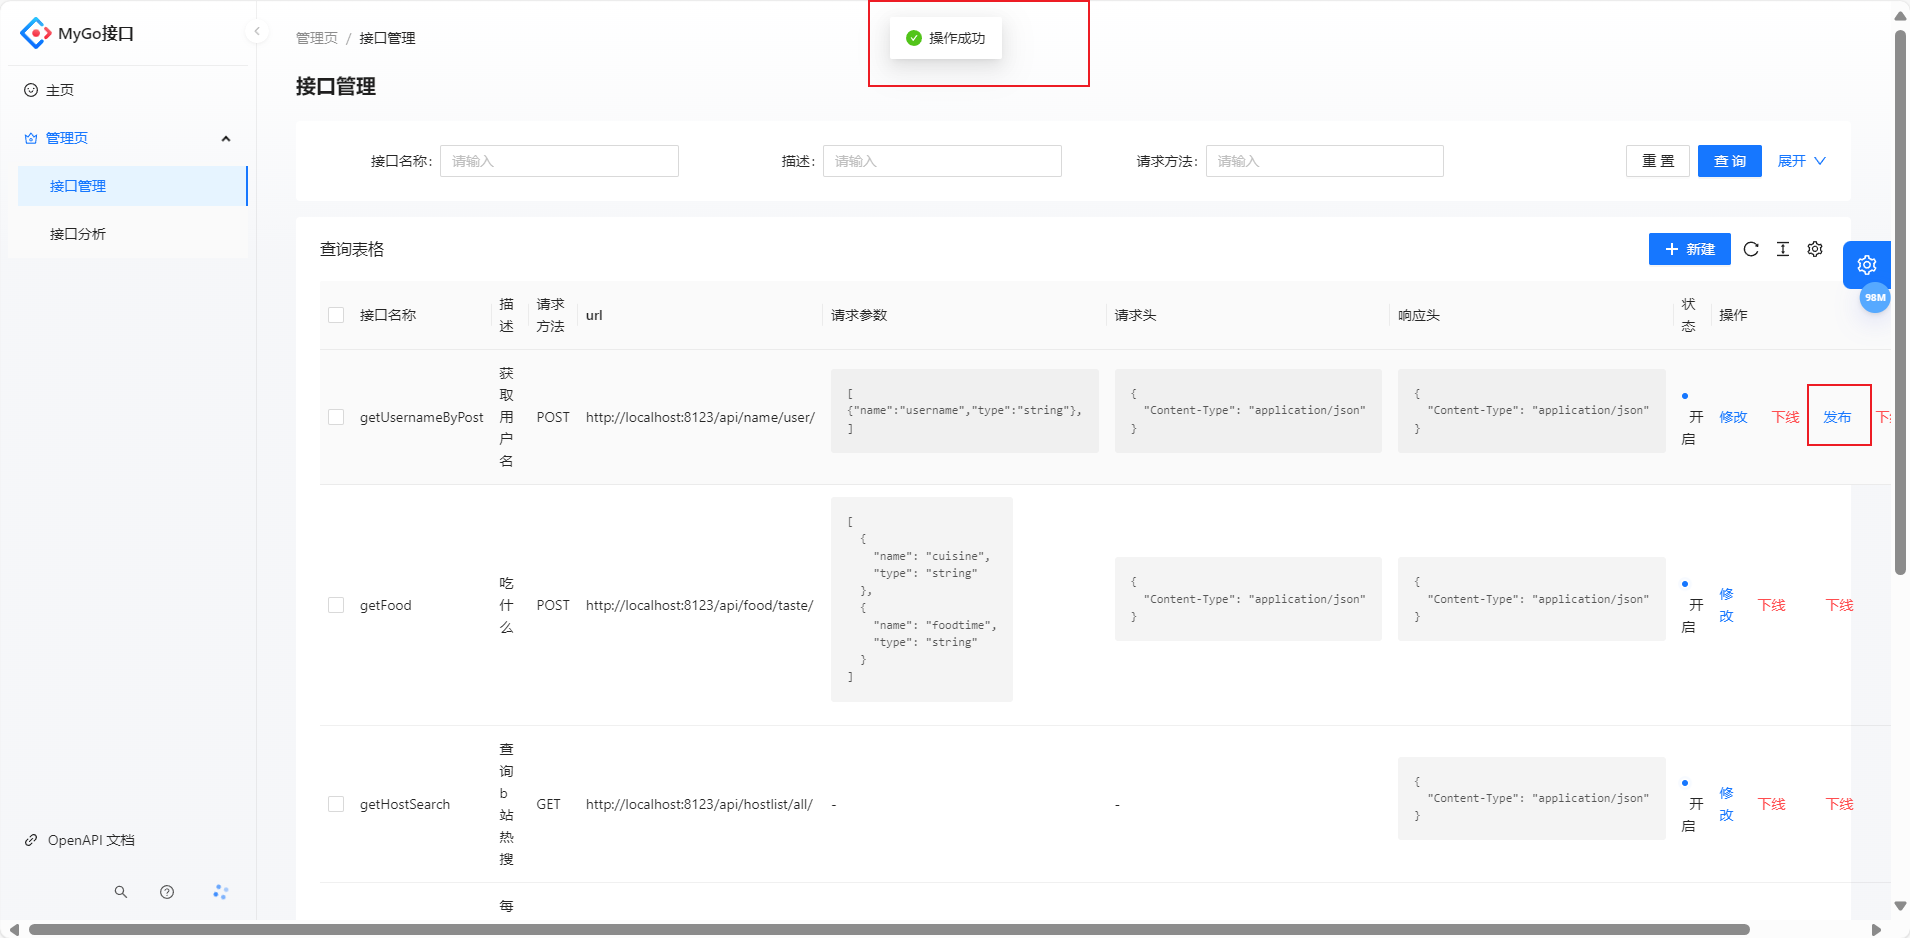 MyGo接口
主页
管理页
接口管理
接口分析
OpenAPI 文档
管理页 / 接口管理
操作成功
接口管理
接口名称: 请输入
描述: 请输入
请求方法: 请输入
重 置
查 询
展开
查询表格
+ 新建
98M
接口名称
描述
请求方法
url
请求参数
请求头
响应头
状态
操作
getUsernameByPost
获取用户名
POST
http://localhost:8123/api/name/user/
[
{"name":"username","type":"string"},
]
{
"Content-Type": "application/json"
}
{
"Content-Type": "application/json"
}
开启
修改
下线
发布
下
getFood
吃什么
POST
http://localhost:8123/api/food/taste/
[
{
"name": "cuisine",
"type": "string"
},
{
"name": "foodtime",
"type": "string"
}
]
{
"Content-Type": "application/json"
}
{
"Content-Type": "application/json"
}
开启
修改
下线
下线
getHostSearch
查询b站热搜
GET
http://localhost:8123/api/hostlist/all/
-
-
{
"Content-Type": "application/json"
}
开启
修改
下线
下线
每